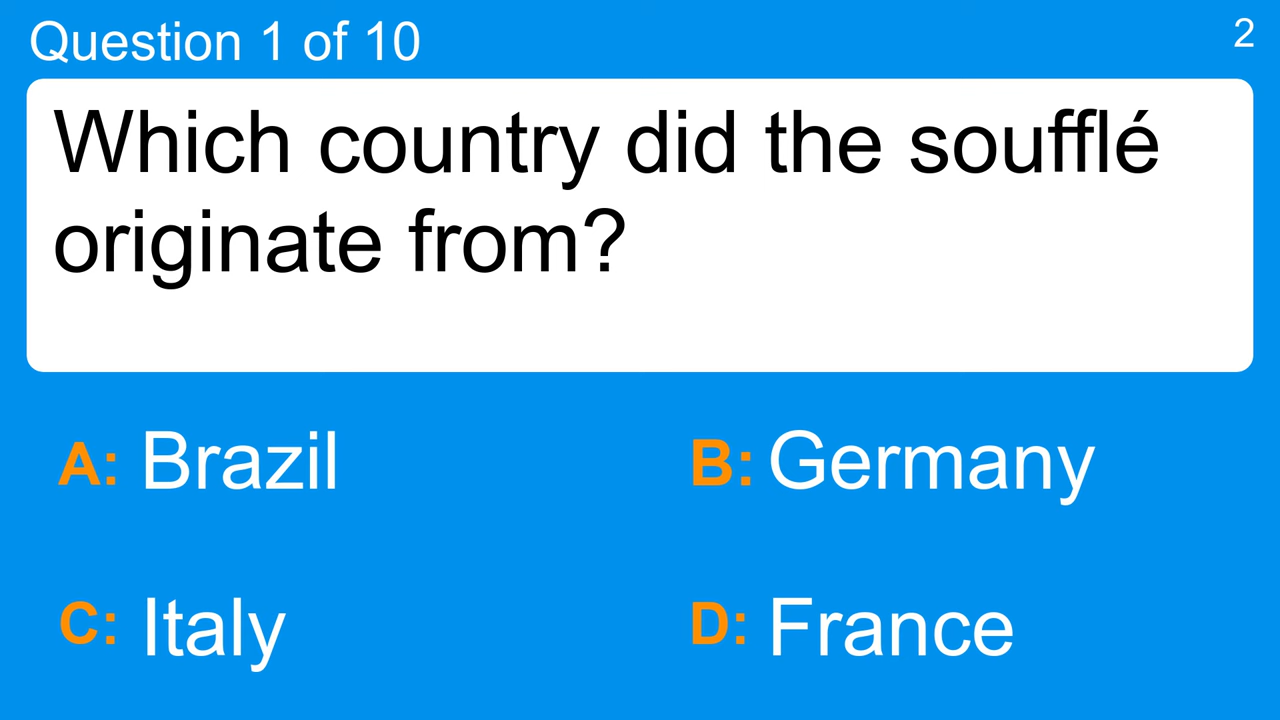 Question 1 of 10
2
Which country did the soufflé
originate from?
A: Brazil
B: Germany
C: Italy
D: France